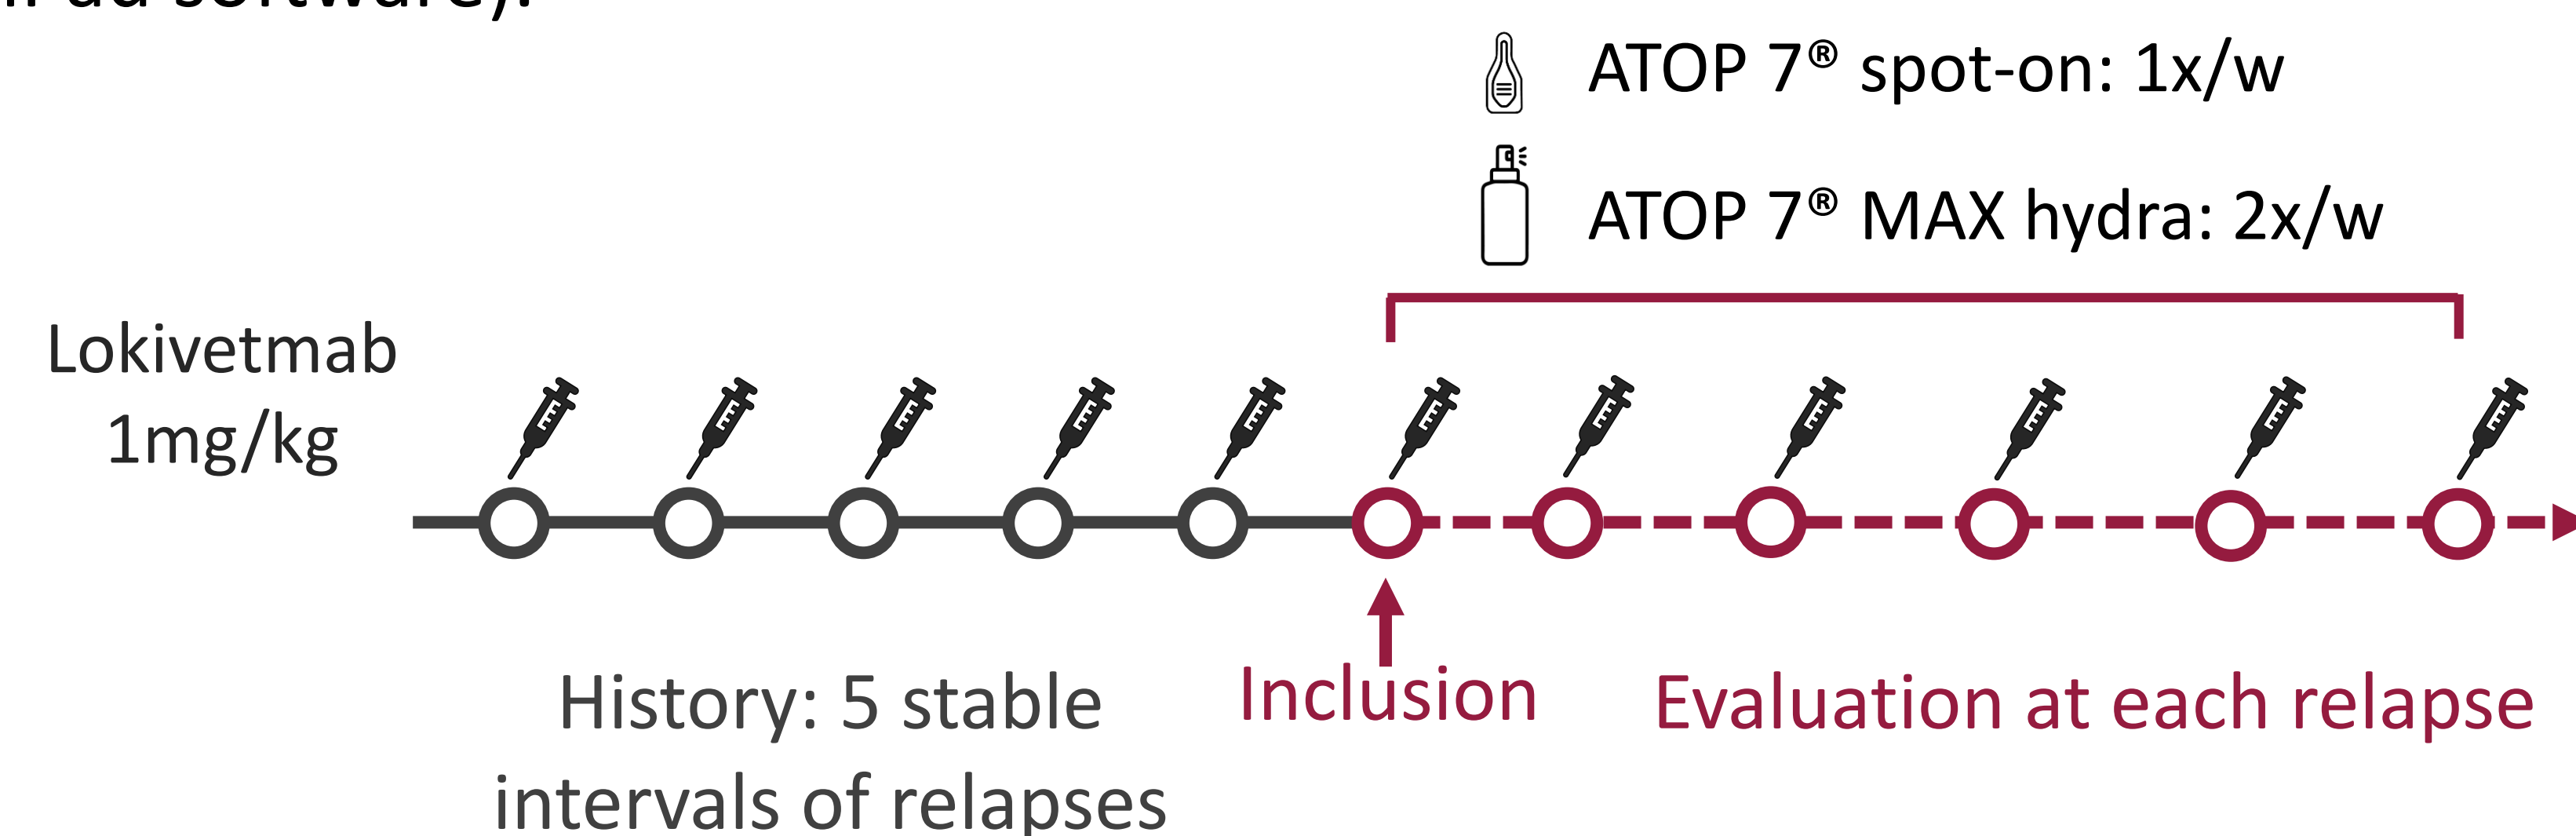 software).
ATOP 7® spot-on: 1x/w
ATOP 7® MAX hydra: 2x/w
Lokivetmab
1mg/kg
History: 5 stable
intervals of relapses
Inclusion
Evaluation at each relapse